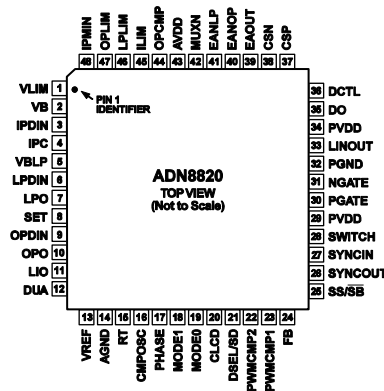 IPMIN
OPLIM
LPLIM
ILIM
OPCMP
AVDD
MUXN
EANLP
EANOP
EAOUT
CSN
CSP
48 47 46 45 44 43 42 41 40 39 38 37
VLIM 1
VB 2
IPDIN 3
IPC 4
VBLP 5
LPDIN 6
LPO 7
SET 8
OPDIN 9
OPO 10
LIO 11
DUA 12
PIN 1
IDENTIFIER
ADN8820
TOP VIEW
(Not to Scale)
36 DCTL
35 DO
34 PVDD
33 LINOUT
32 PGND
31 NGATE
30 PGATE
29 PVDD
28 SWITCH
27 SYNCIN
26 SYNCOUT
25 SS/SB
13 14 15 16 17 18 19 20 21 22 23 24
VREF
AGND
RT
CMPOSC
PHASE
MODE1
MODE0
CLCD
DSEL/SD
PWMCMP2
PWMCMP1
FB